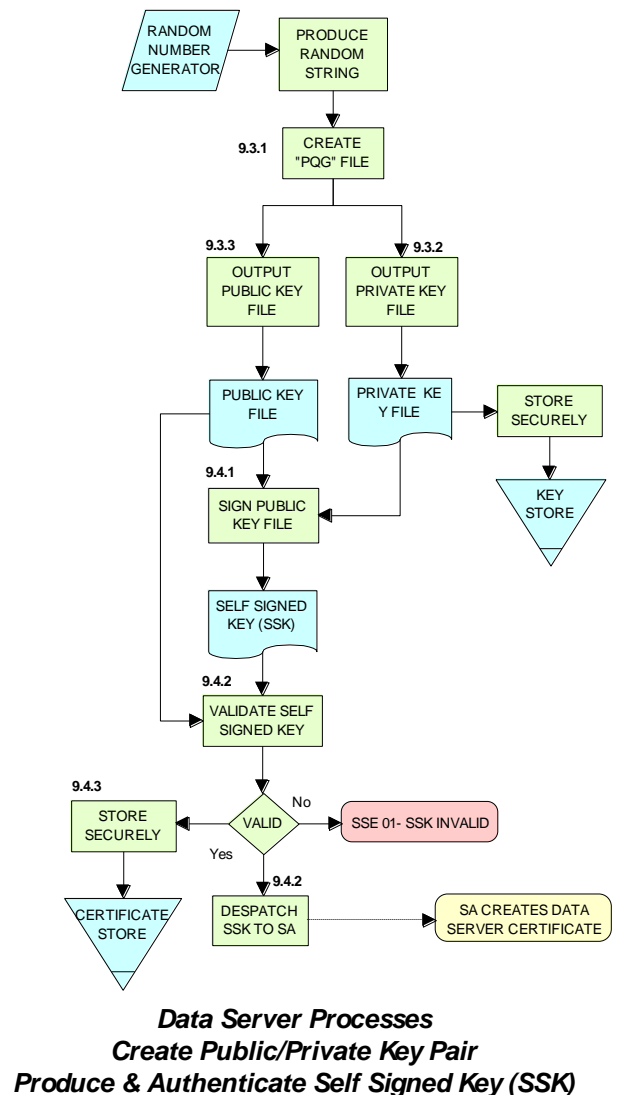 RANDOM
NUMBER
GENERATOR
PRODUCE
RANDOM
STRING
9.3.1
CREATE
"PQG" FILE
9.3.3
9.3.2
OUTPUT
PUBLIC KEY
FILE
OUTPUT
PRIVATE KEY
FILE
PUBLIC KEY
FILE
PRIVATE KE
Y FILE
STORE
SECURELY
9.4.1
SIGN PUBLIC
KEY FILE
KEY
STORE
SELF SIGNED
KEY (SSK)
9.4.2
VALIDATE SELF
SIGNED KEY
9.4.3
STORE
SECURELY
VALID
No
SSE 01- SSK INVALID
Yes
9.4.2
CERTIFICATE
STORE
DESPATCH
SSK TO SA
SA CREATES DATA
SERVER CERTIFICATE
Data Server Processes
Create Public/Private Key Pair
Produce & Authenticate Self Signed Key (SSK)